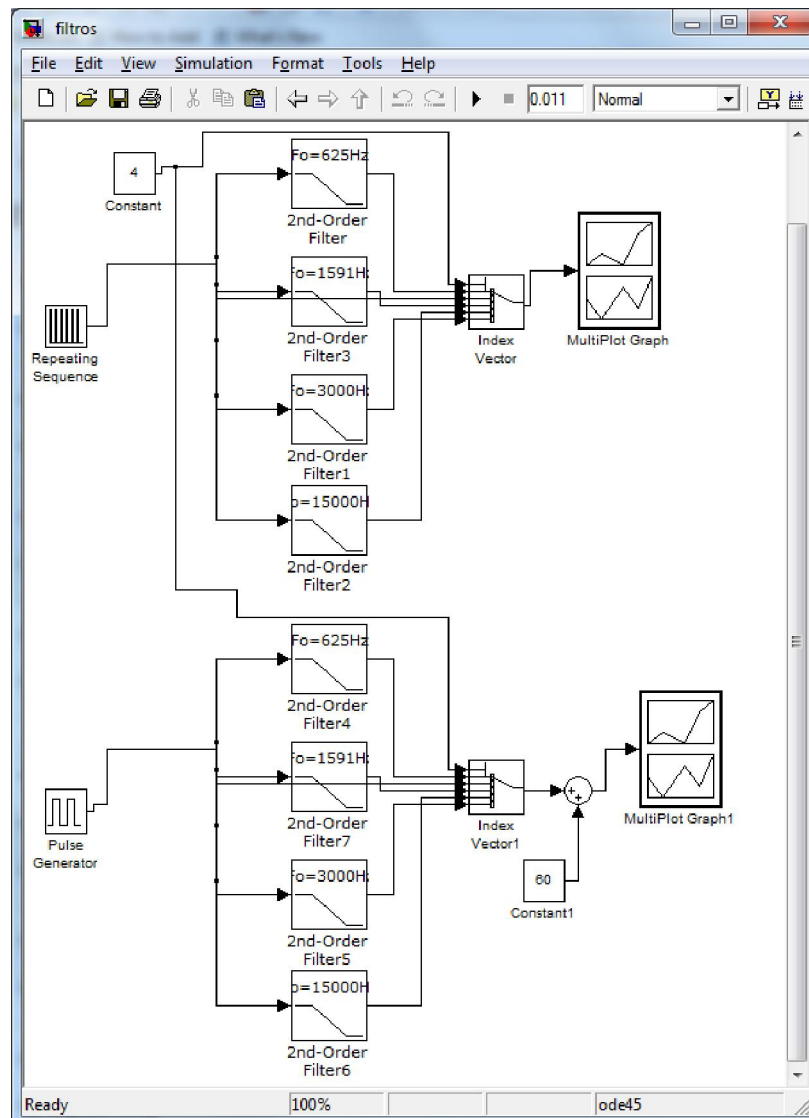 filtros
File Edit View Simulation Format Tools Help
0.011 Normal
4
Constant
Fo=625Hz
2nd-Order
Filter
Fo=1591H
2nd-Order
Filter3
Repeating
Sequence
Index
Vector
MultiPlot Graph
Fo=3000H
2nd-Order
Filter1
o=15000H
2nd-Order
Filter2
Fo=625Hz
2nd-Order
Filter4
Fo=1591H
2nd-Order
Filter7
Pulse
Generator
Index
Vector1
MultiPlot Graph1
60
Constant1
Fo=3000H
2nd-Order
Filter5
o=15000H
2nd-Order
Filter6
Ready 100% ode45